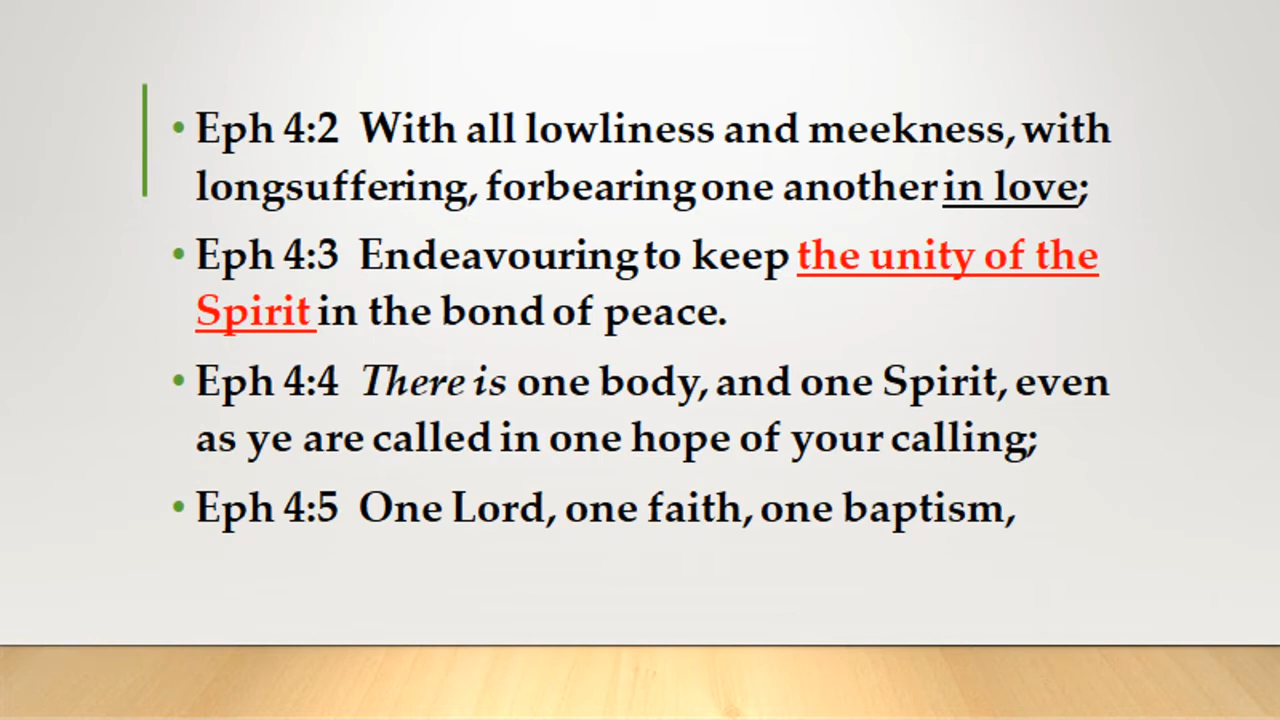 • Eph 4:2 With all lowliness and meekness, with
longsuffering, forbearing one another in love;
• Eph 4:3 Endeavouring to keep the unity of the
Spirit in the bond of peace.
• Eph 4:4 There is one body, and one Spirit, even
as ye are called in one hope of your calling;
• Eph 4:5 One Lord, one faith, one baptism,